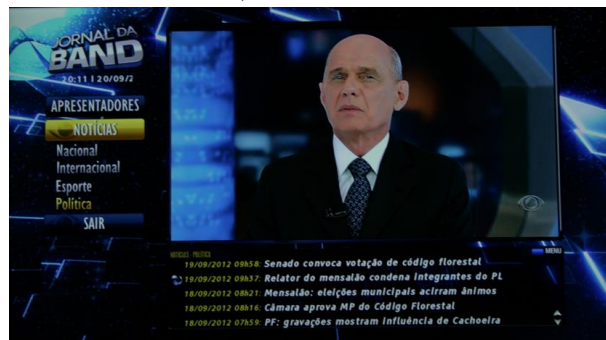 JORNAL DA
BAND
20:11 | 20/09/2
APRESENTADORES
NOTÍCIAS
Nacional
Internacional
Esporte
Política
SAIR
NOTÍCIAS POLÍTICA
MENU
19/09/2012 09h58: Senado convoca votação de código florestal
19/09/2012 09h37: Relator do mensalão condena integrantes do PL
18/09/2012 08h21: Mensalão: eleições municipais acirram ânimos
18/09/2012 08h16: Câmara aprova MP do Código Florestal
18/09/2012 07h59: PF: gravações mostram influência de Cachoeira